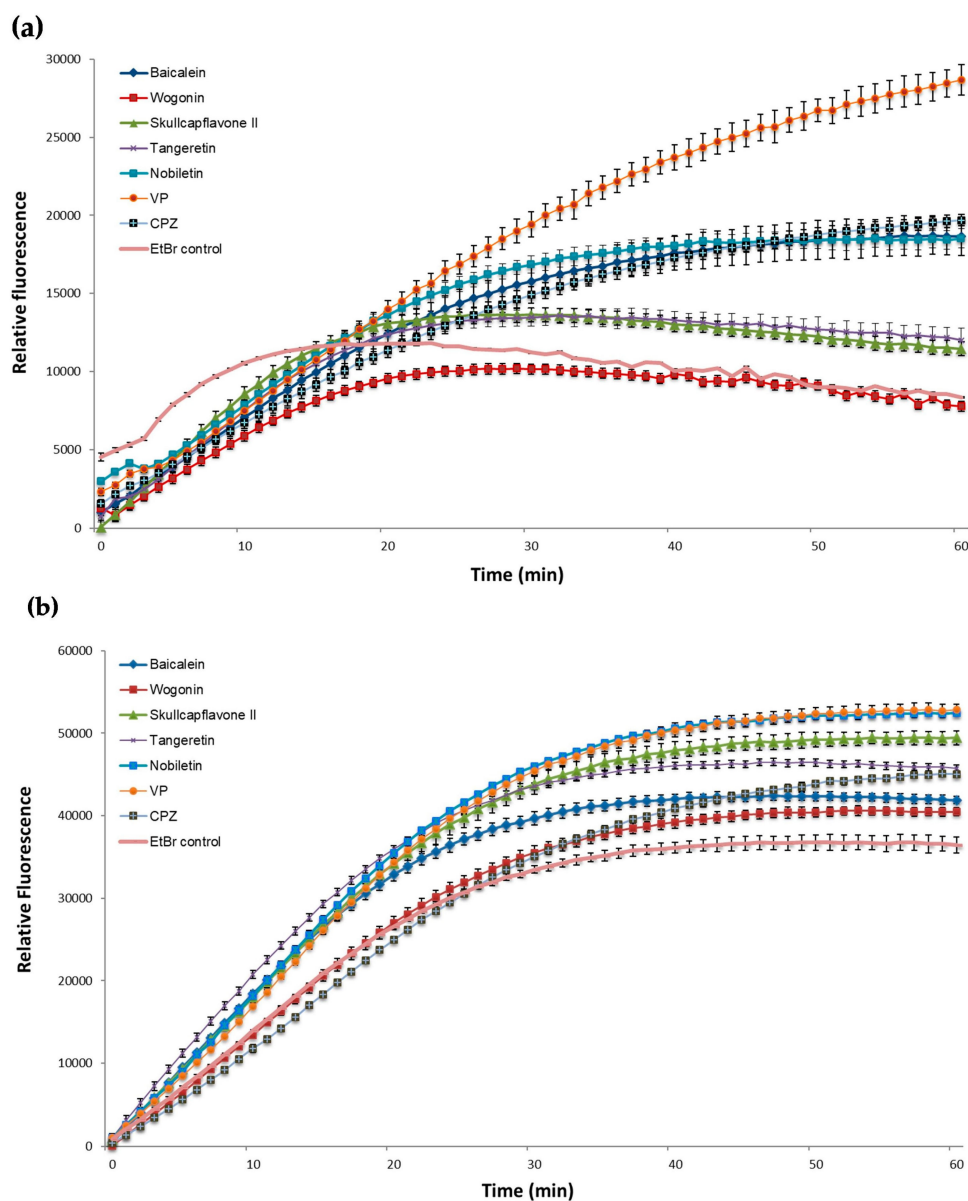 (a)
30000
25000
20000
15000
10000
5000
0
Relative fluorescence
Baicalein
Wogonin
Skullcapflavone II
Tangeretin
Nobiletin
VP
CPZ
EtBr control
0 10 20 30 40 50 60
Time (min)
(b)
60000
50000
40000
30000
20000
10000
0
Relative Fluorescence
Baicalein
Wogonin
Skullcapflavone II
Tangeretin
Nobiletin
VP
CPZ
EtBr control
0 10 20 30 40 50 60
Time (min)